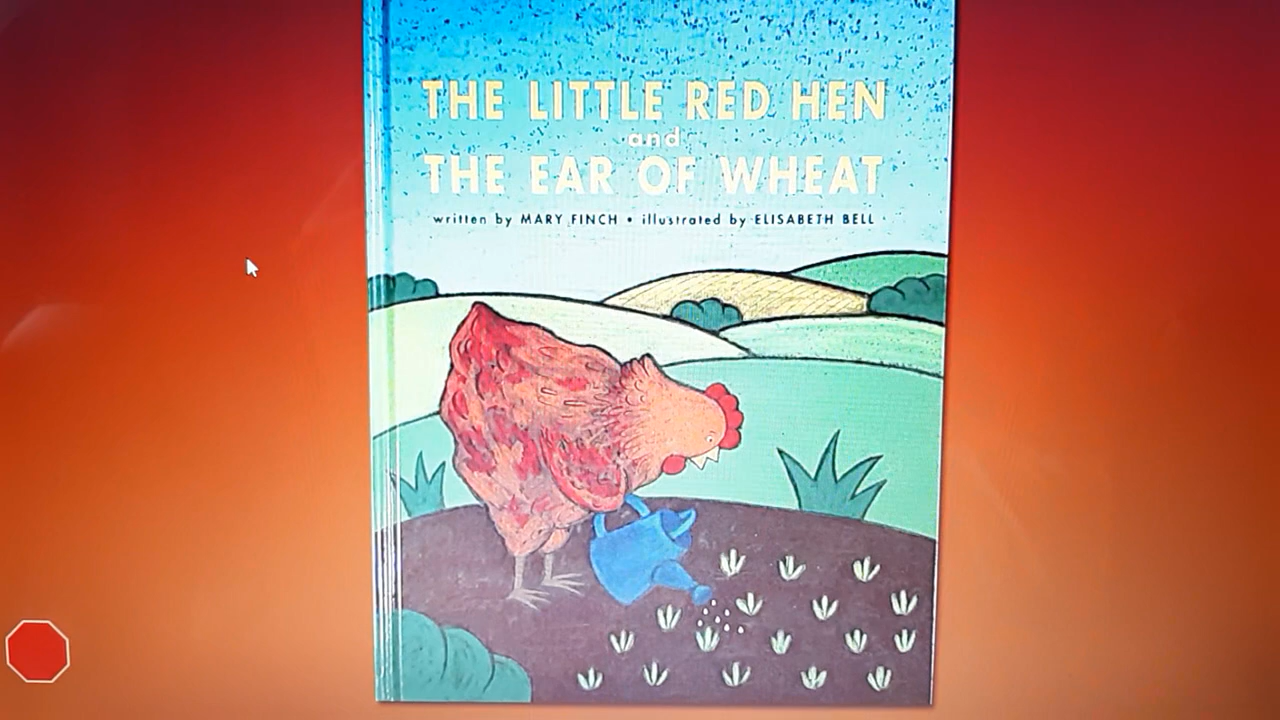 THE LITTLE RED HEN
and
THE EAR OF WHEAT
written by MARY FINCH • illustrated by ELISABETH BELL